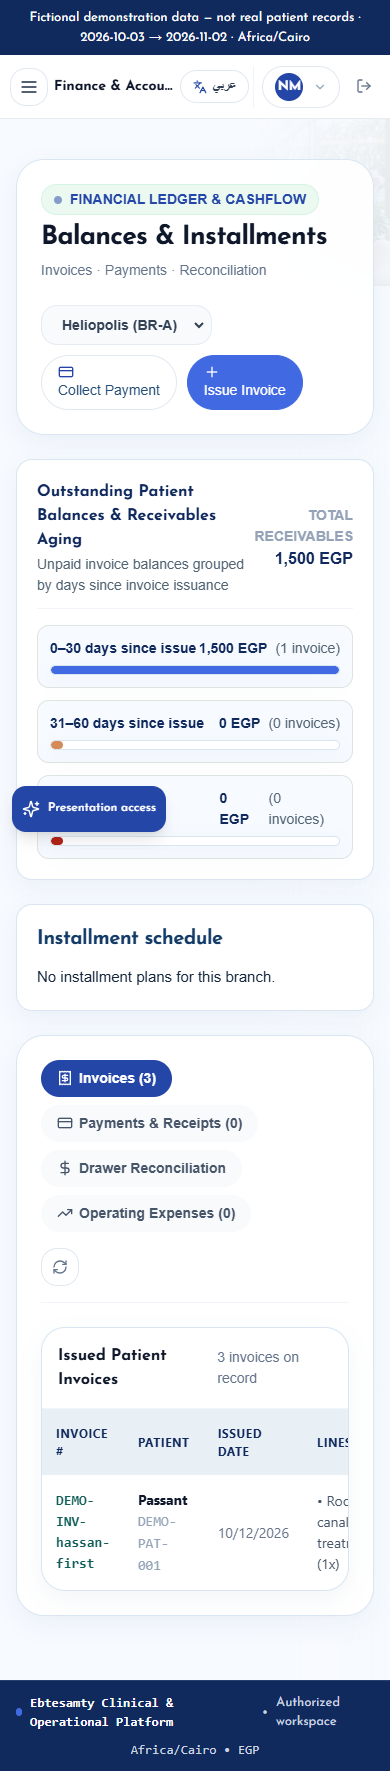 Fictional demonstration data — not real patient records ·
2026-10-03 → 2026-11-02 · Africa/Cairo
Finance & Accou...
عربي
NM
FINANCIAL LEDGER & CASHFLOW
Balances & Installments
Invoices · Payments · Reconciliation
Heliopolis (BR-A)
Collect Payment
Issue Invoice
Outstanding Patient
Balances & Receivables
Aging
Unpaid invoice balances grouped
by days since invoice issuance
TOTAL
RECEIVABLES
1,500 EGP
0–30 days since issue 1,500 EGP (1 invoice)
31–60 days since issue 0 EGP (0 invoices)
Presentation access
0
EGP
(0
invoices)
Installment schedule
No installment plans for this branch.
Invoices (3)
Payments & Receipts (0)
Drawer Reconciliation
Operating Expenses (0)
Issued Patient
Invoices
3 invoices on
record
INVOICE
#
PATIENT
ISSUED
DATE
LINES
DEMO-
INV-
hassan-
first
Passant
DEMO-
PAT-
001
10/12/2026
(1x)
Ebtesamty Clinical &
Operational Platform
• Authorized
workspace
Africa/Cairo • EGP